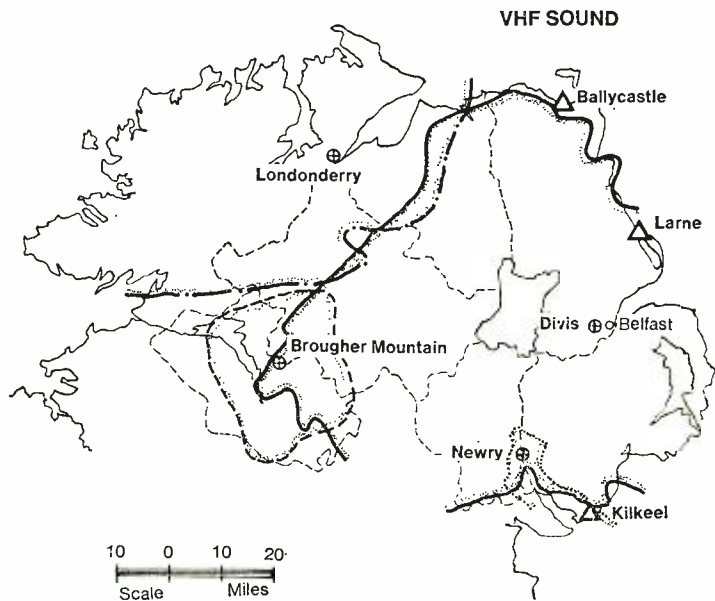 VHF SOUND
Ballycastle
Londonderry
Larne
Divis
Belfast
Brougher Mountain
Newry
Kilkeel
10 0 10 20
Scale Miles